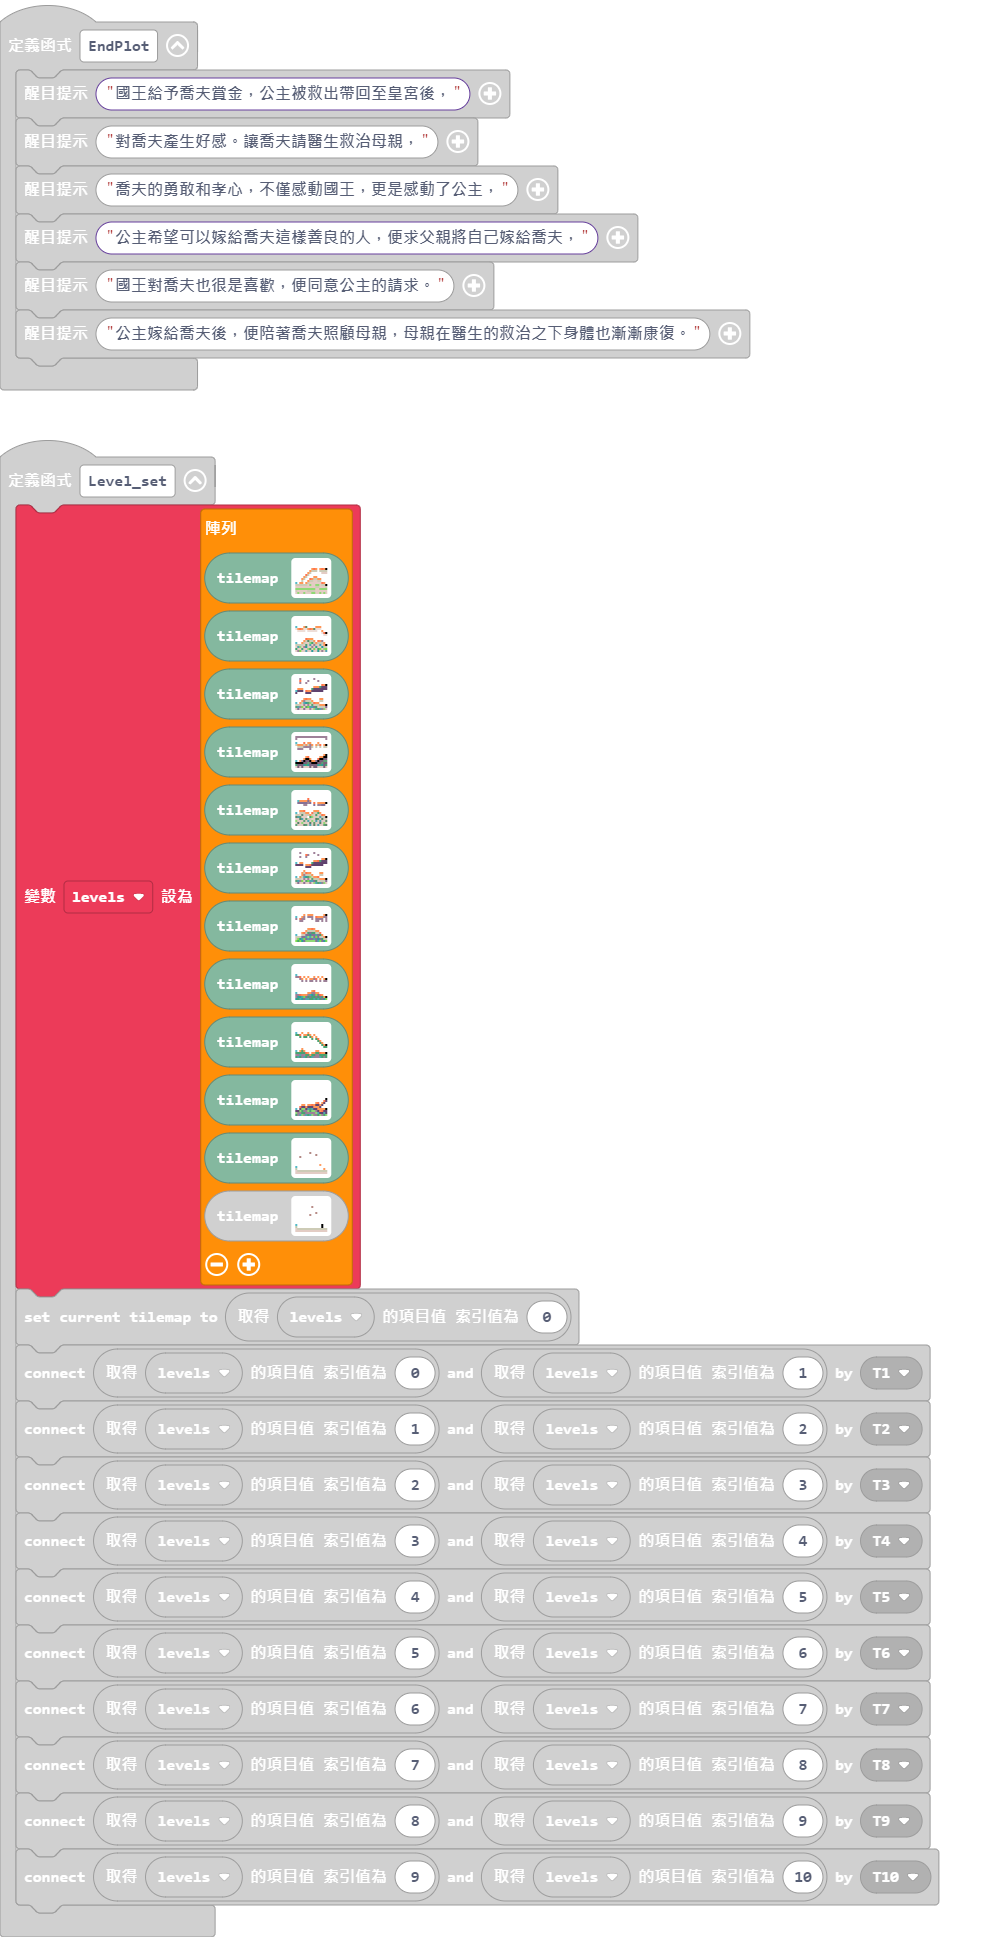 定義函式 EndPlot
醒目提示 "國王給予喬夫賞金，公主被救出帶回至皇宮後，"
醒目提示 "對喬夫產生好感。讓喬夫請醫生救治母親，"
醒目提示 "喬夫的勇敢和孝心，不僅感動國王，更是感動了公主，"
醒目提示 "公主希望可以嫁給喬夫這樣善良的人，便求父親將自己嫁給喬夫，"
醒目提示 "國王對喬夫也很是喜歡，便同意公主的請求。"
醒目提示 "公主嫁給喬夫後，便陪著喬夫照顧母親，母親在醫生的救治之下身體也漸漸康復。"
定義函式 Level_set
陣列
tilemap
tilemap
tilemap
tilemap
tilemap
tilemap
變數 levels 設為
tilemap
tilemap
tilemap
tilemap
tilemap
tilemap
set current tilemap to 取得 levels 的項目值 索引值為 0
connect 取得 levels 的項目值 索引值為 0 and 取得 levels 的項目值 索引值為 1 by T1
connect 取得 levels 的項目值 索引值為 1 and 取得 levels 的項目值 索引值為 2 by T2
connect 取得 levels 的項目值 索引值為 2 and 取得 levels 的項目值 索引值為 3 by T3
connect 取得 levels 的項目值 索引值為 3 and 取得 levels 的項目值 索引值為 4 by T4
connect 取得 levels 的項目值 索引值為 4 and 取得 levels 的項目值 索引值為 5 by T5
connect 取得 levels 的項目值 索引值為 5 and 取得 levels 的項目值 索引值為 6 by T6
connect 取得 levels 的項目值 索引值為 6 and 取得 levels 的項目值 索引值為 7 by T7
connect 取得 levels 的項目值 索引值為 7 and 取得 levels 的項目值 索引值為 8 by T8
connect 取得 levels 的項目值 索引值為 8 and 取得 levels 的項目值 索引值為 9 by T9
connect 取得 levels 的項目值 索引值為 9 and 取得 levels 的項目值 索引值為 10 by T10